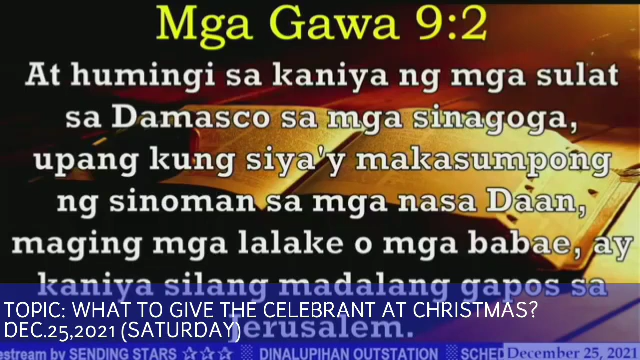 Mga Gawa 9:2
At humingi sa kaniya ng mga sulat
sa Damasco sa mga sinagoga,
upang kung siya'y makasumpong
ng sinoman sa mga nasa Daan,
maging mga lalake o mga babae, ay
kaniya silang madalang gapos sa
Jerusalem.
TOPIC: WHAT TO GIVE THE CELEBRANT AT CHRISTMAS?
DEC.25,2021 (SATURDAY)
estream by SENDING STARS ☆☆☆ DINALUPIHAN OUTSTATION SCHED December 25, 2021